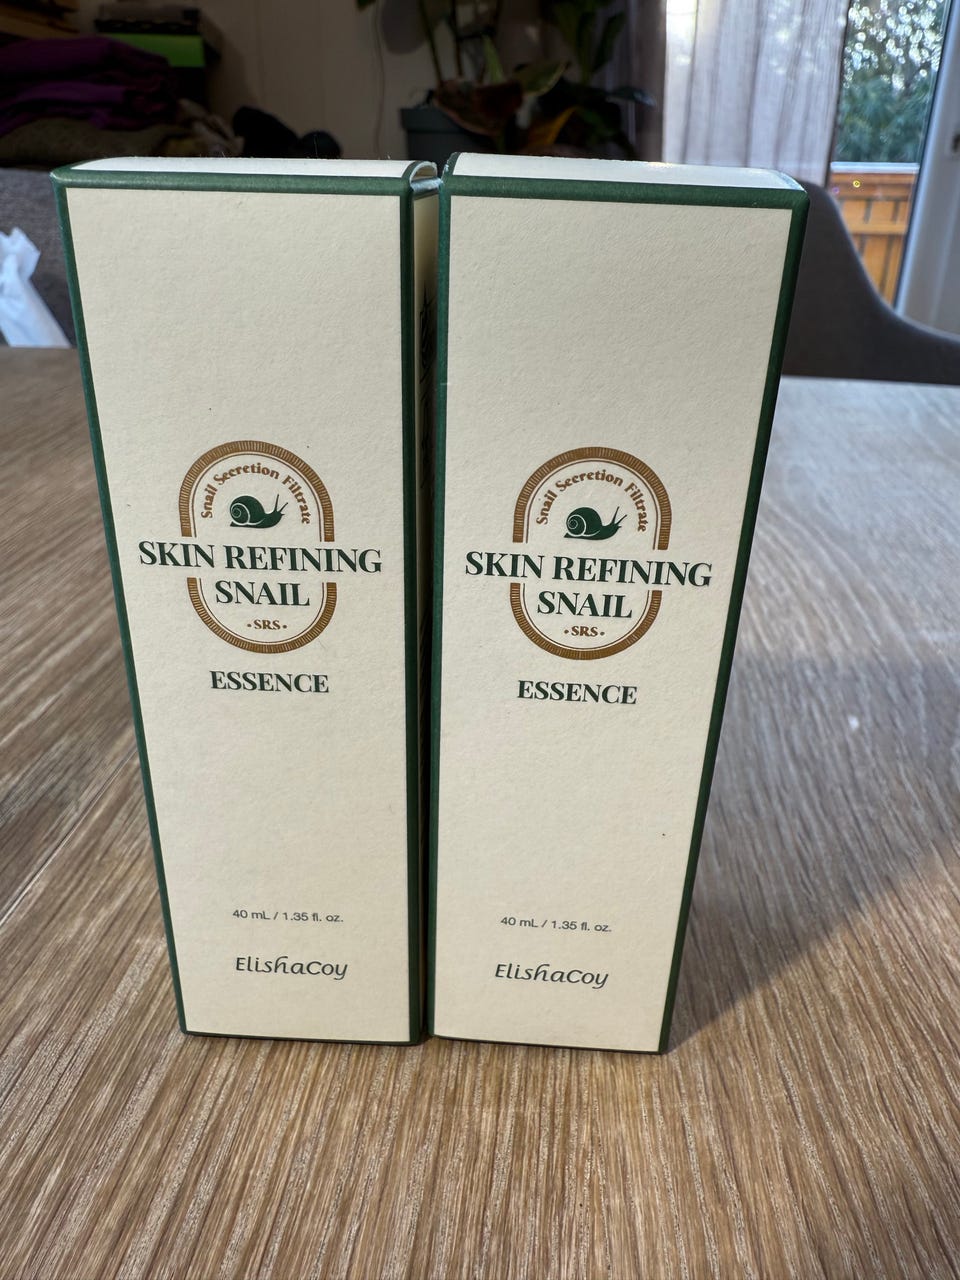 Snail Secretion Filtrate
SKIN REFINING
SNAIL
·SRS·
ESSENCE
40 mL / 1.35 fl. oz.
ElishaCoy
Snail Secretion Filtrate
SKIN REFINING
SNAIL
·SRS·
ESSENCE
40 mL / 1.35 fl. oz.
ElishaCoy